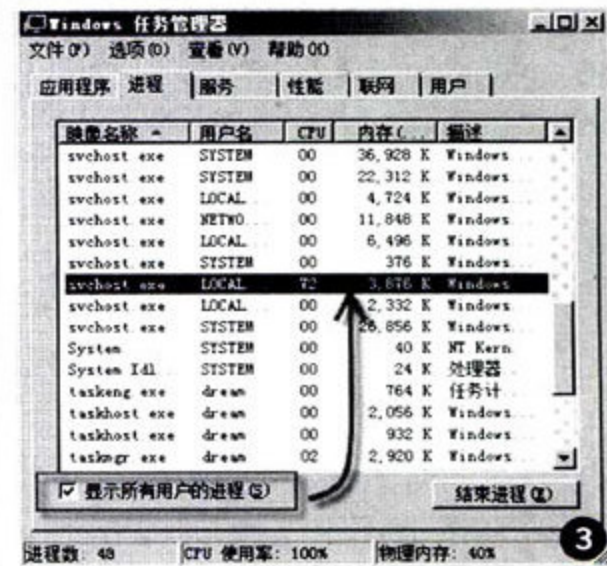 Windows 任务管理器
文件(F) 选项(O) 查看(V) 帮助(H)
应用程序 进程 服务 性能 联网 用户
映像名称 用户名 CPU 内存(... 描述
svchost.exe SYSTEM 00 36,928 K Windows...
svchost.exe SYSTEM 00 22,312 K Windows...
svchost.exe LOCAL... 00 4,724 K Windows...
svchost.exe NETWO... 00 11,848 K Windows...
svchost.exe LOCAL... 00 6,496 K Windows...
svchost.exe SYSTEM 00 376 K Windows...
svchost.exe LOCAL... 72 3,876 K Windows...
svchost.exe LOCAL... 00 2,332 K Windows...
svchost.exe SYSTEM 00 26,856 K Windows...
System SYSTEM 00 40 K NT Kern...
System Idl... SYSTEM 00 24 K 处理器...
taskeng.exe dream 00 764 K 任务计...
taskhost.exe dream 00 2,056 K Windows...
taskhost.exe dream 00 932 K Windows...
taskmgr.exe dream 02 2,920 K Windows...
显示所有用户的进程(S)
结束进程(E)
进程数: 48 CPU 使用率: 100% 物理内存: 40%
3